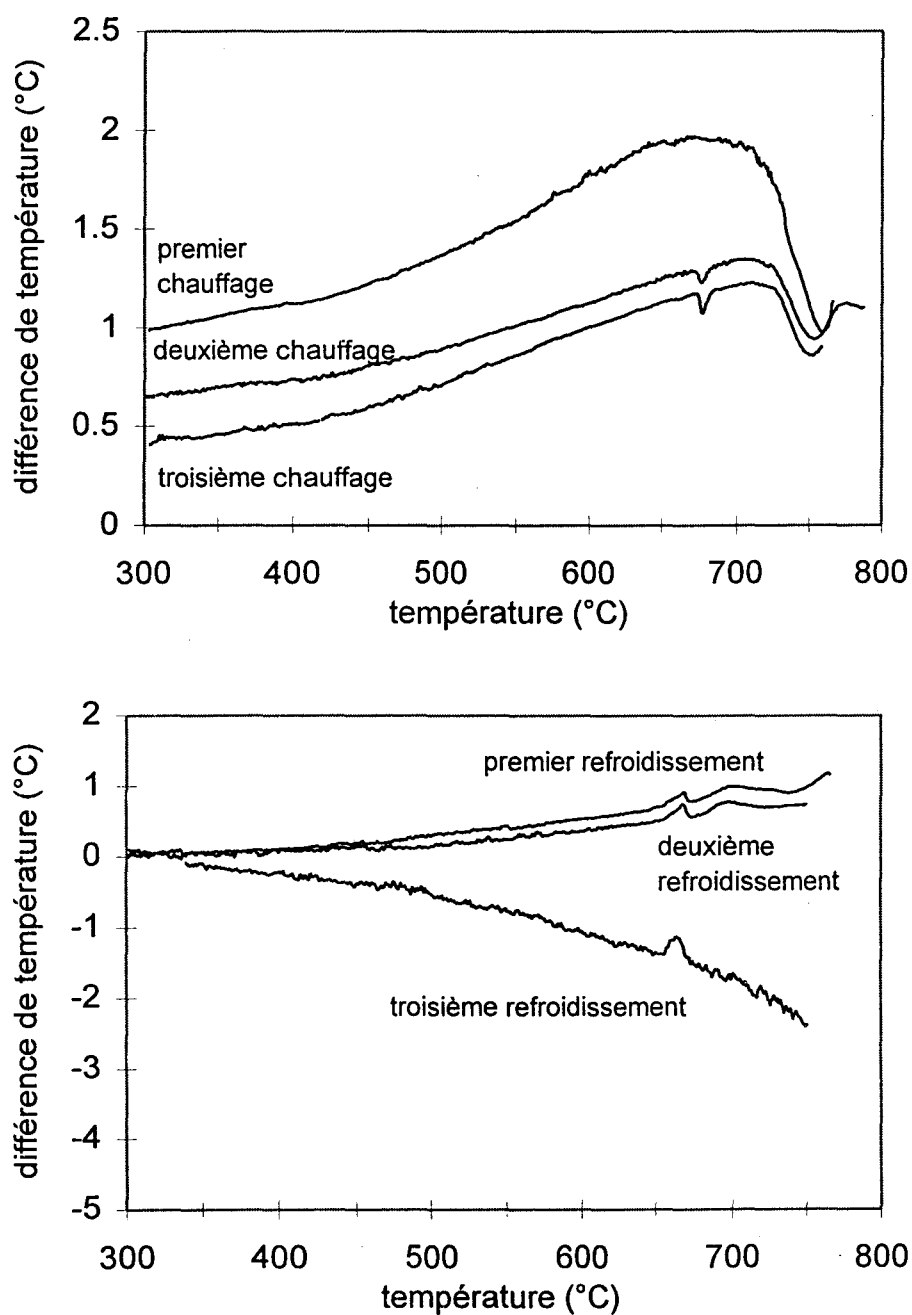 différence de température (°C)
2.5
2
1.5
1
0.5
0
premier
chauffage
deuxième chauffage
troisième chauffage
300
400
500
600
700
800
température (°C)
différence de température (°C)
2
1
0
-1
-2
-3
-4
-5
premier refroidissement
deuxième
refroidissement
troisième refroidissement
300
400
500
600
700
800
température (°C)